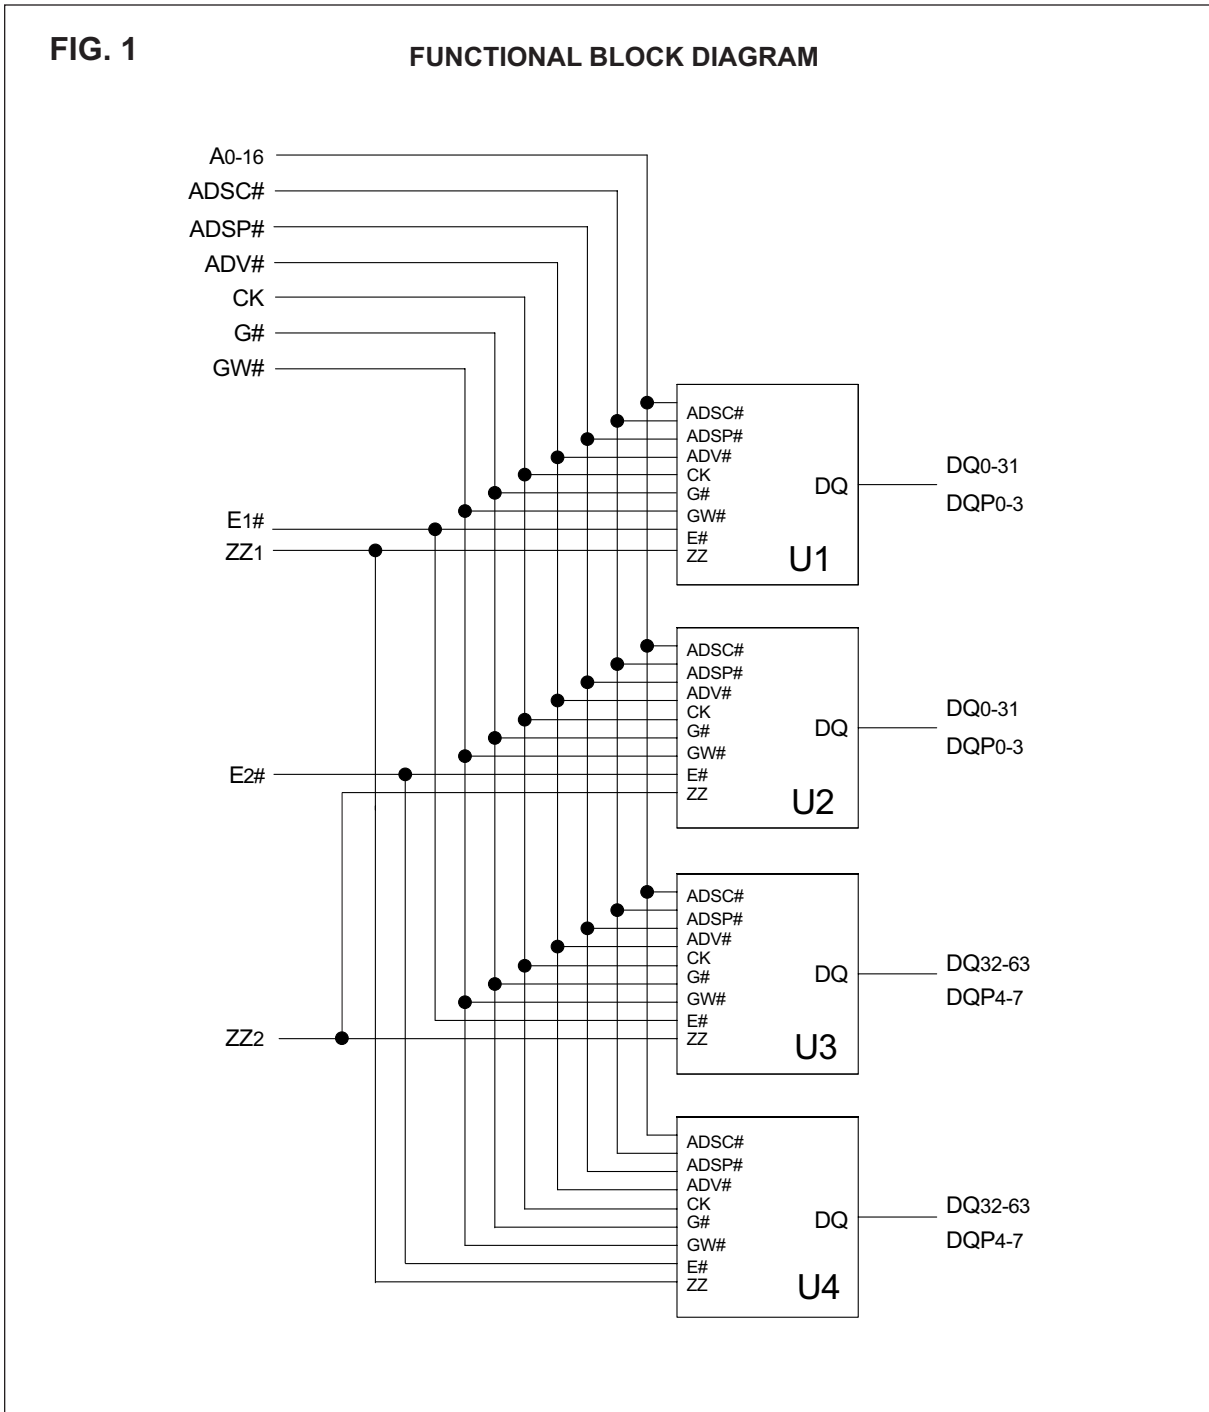 FIG. 1
FUNCTIONAL BLOCK DIAGRAM
A0-16
ADSC#
ADSP#
ADV#
CK
G#
GW#
E1#
ZZ1
ADSC#
ADSP#
ADV#
CK
G#
GW#
E#
ZZ
DQ
U1
DQ0-31
DQP0-3
E2#
ADSC#
ADSP#
ADV#
CK
G#
GW#
E#
ZZ
DQ
U2
DQ0-31
DQP0-3
ZZ2
ADSC#
ADSP#
ADV#
CK
G#
GW#
E#
ZZ
DQ
U3
DQ32-63
DQP4-7
ADSC#
ADSP#
ADV#
CK
G#
GW#
E#
ZZ
DQ
U4
DQ32-63
DQP4-7